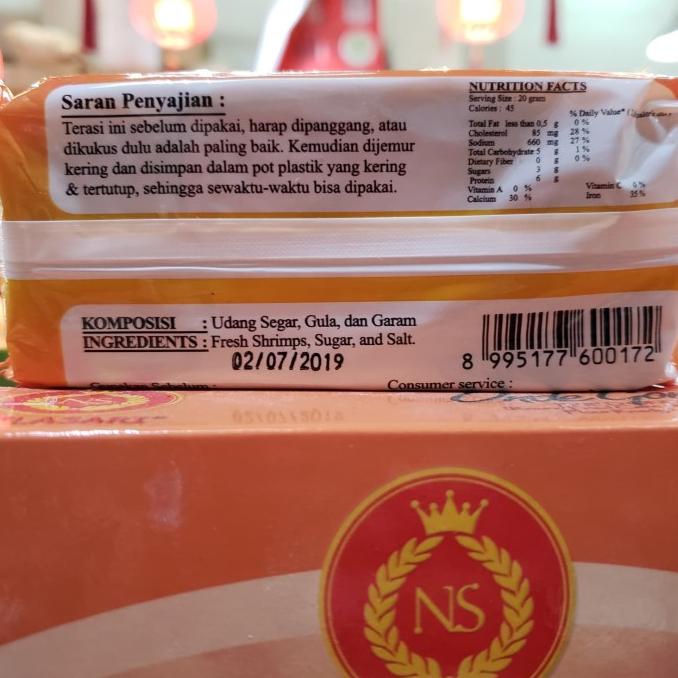 Saran Penyajian :
Terasi ini sebelum dipakai, harap dipanggang, atau
dikukus dulu adalah paling baik. Kemudian dijemur
kering dan disimpan dalam pot plastik yang kering
& tertutup, sehingga sewaktu-waktu bisa dipakai.
NUTRITION FACTS
Serving Size : 20 gram
Calories : 45
% Daily Value*
Total Fat less than 0,5 g 0 %
Cholesterol 85 mg 28 %
Sodium 660 mg 27 %
Total Carbohydrate 5 g 1 %
Dietary Fiber 0 g 0 %
Sugars 3 g
Protein 6 g
Vitamin A 0 % Vitamin C 0 %
Calcium 30 % Iron 35 %
KOMPOSISI : Udang Segar, Gula, dan Garam
INGREDIENTS : Fresh Shrimps, Sugar, and Salt.
02/07/2019
8 995177 600172
Consumer service :
NS